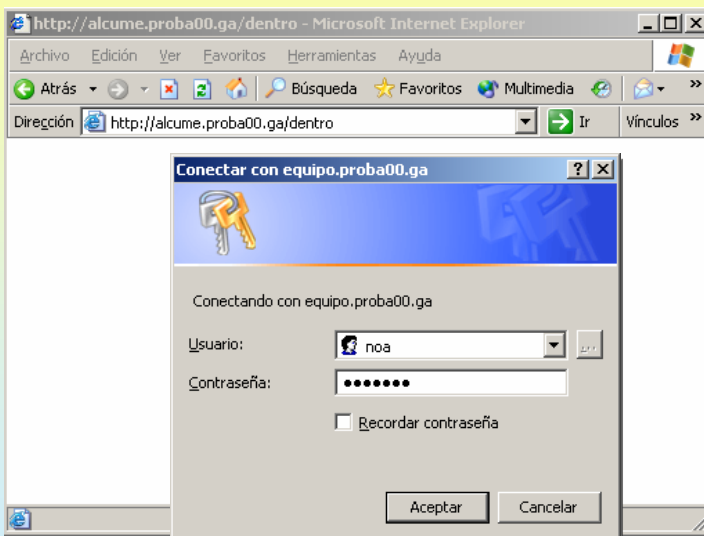 http://alcume.proba00.ga/dentro - Microsoft Internet Explorer
Archivo Edición Ver Favoritos Herramientas Ayuda
Atrás Búsqueda Favoritos Multimedia »
Dirección http://alcume.proba00.ga/dentro Ir Vínculos »
Conectar con equipo.proba00.ga
Conectando con equipo.proba00.ga
Usuario: noa ...
Contraseña: •••••••
Recordar contraseña
Aceptar Cancelar